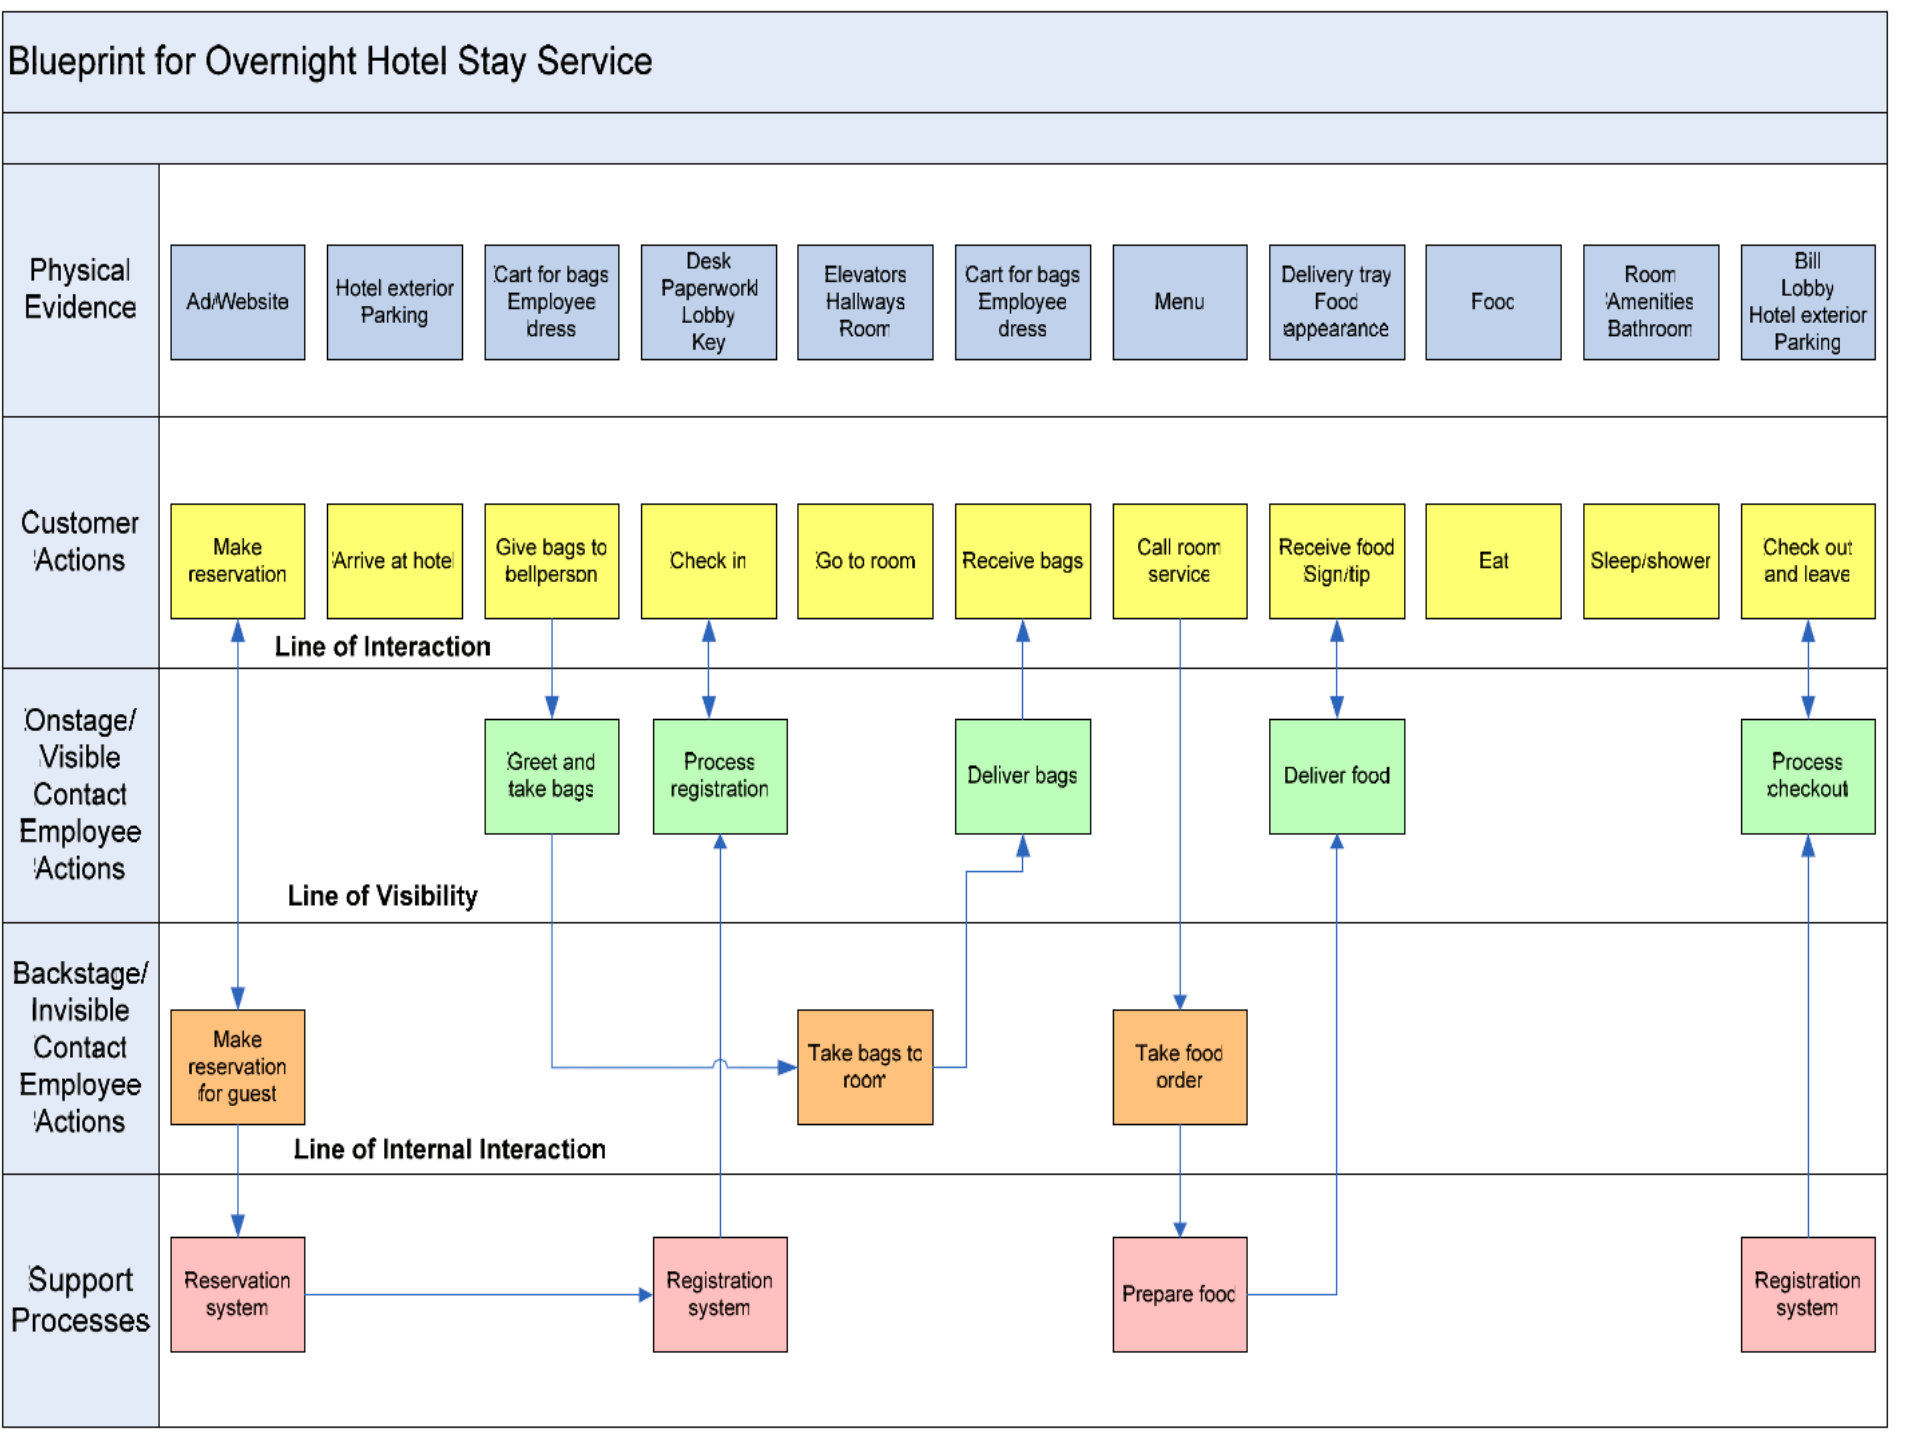 Blueprint for Overnight Hotel Stay Service
Physical
Evidence
Ad/Website
Hotel exterior
Parking
Cart for bags
Employee
dress
Desk
Paperwork
Lobby
Key
Elevators
Hallways
Room
Cart for bags
Employee
dress
Menu
Delivery tray
Food
appearance
Food
Room
Amenities
Bathroom
Bill
Lobby
Hotel exterior
Parking
Customer
Actions
Make
reservation
Arrive at hotel
Give bags to
bellperson
Check in
Go to room
Receive bags
Call room
service
Receive food
Sign/tip
Eat
Sleep/shower
Check out
and leave
Line of Interaction
Onstage/
Visible
Contact
Employee
Actions
Greet and
take bags
Process
registration
Deliver bags
Deliver food
Process
checkout
Line of Visibility
Backstage/
Invisible
Contact
Employee
Actions
Make
reservation
for guest
Take bags to
room
Take food
order
Line of Internal Interaction
Support
Processes
Reservation
system
Registration
system
Prepare food
Registration
system